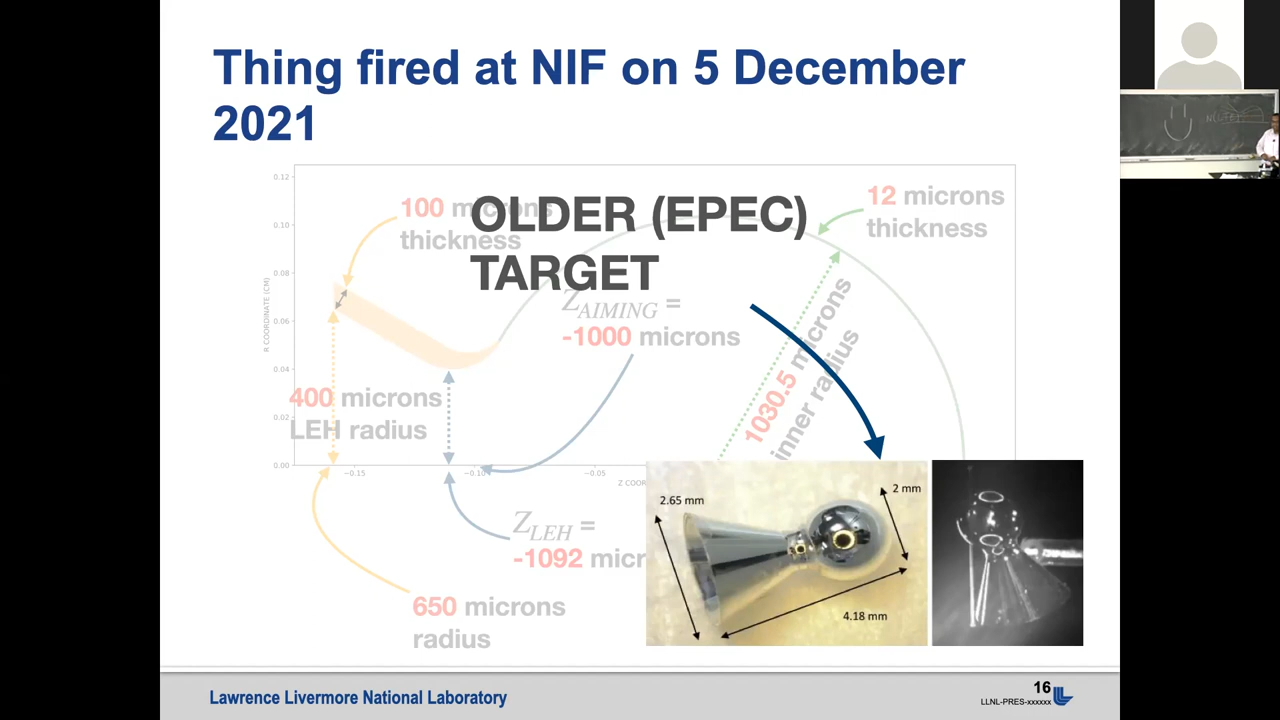 Thing fired at NIF on 5 December
2021
OLDER (EPEC)
TARGET
100 microns
thickness
12 microns
thickness
Z_AIMING =
-1000 microns
1030.5 microns
inner radius
400 microns
LEH radius
R COORDINATE (CM)
0.12
0.10
0.08
0.06
0.04
0.02
0.00
−0.15
−0.10
−0.05
Z COOR
Z_LEH =
-1092 micr
650 microns
radius
2.65 mm
2 mm
4.18 mm
Lawrence Livermore National Laboratory
16
LLNL-PRES-xxxxxx